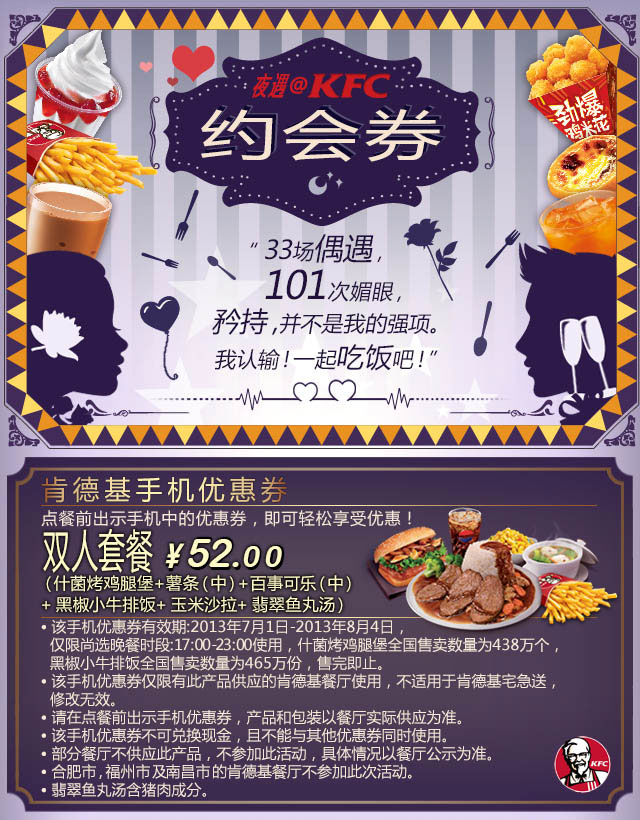 夜遇@KFC
约会券
劲爆
鸡米花
KFC
"33场偶遇,
101次媚眼,
矜持,并不是我的强项。
我认输!一起吃饭吧!"
肯德基手机优惠券
点餐前出示手机中的优惠券，即可轻松享受优惠！
双人套餐 ¥52.00
（什菌烤鸡腿堡+薯条(中)+百事可乐(中)
+ 黑椒小牛排饭+ 玉米沙拉+ 翡翠鱼丸汤）
• 该手机优惠券有效期:2013年7月1日-2013年8月4日，
仅限尚选晚餐时段:17:00-23:00使用，什菌烤鸡腿堡全国售卖数量为438万个，
黑椒小牛排饭全国售卖数量为465万份，售完即止。
• 该手机优惠券仅限有此产品供应的肯德基餐厅使用，不适用于肯德基宅急送，
修改无效。
• 请在点餐前出示手机优惠券，产品和包装以餐厅实际供应为准。
• 该手机优惠券不可兑换现金，且不能与其他优惠券同时使用。
• 部分餐厅不供应此产品，不参加此活动，具体情况以餐厅公示为准。
• 合肥市，福州市及南昌市的肯德基餐厅不参加此次活动。
• 翡翠鱼丸汤含猪肉成分。
KFC